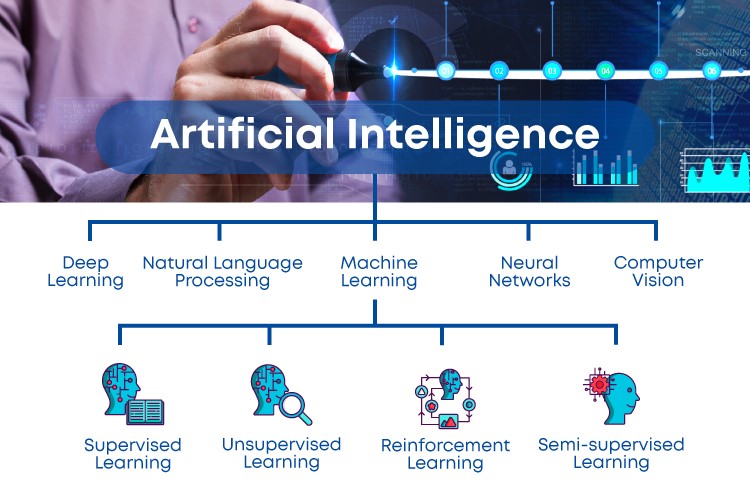 SCANNING
01 02 03 04 05 06
Artificial Intelligence
Deep
Learning
Natural Language
Processing
Machine
Learning
Neural
Networks
Computer
Vision
Supervised
Learning
Unsupervised
Learning
Reinforcement
Learning
Semi-supervised
Learning